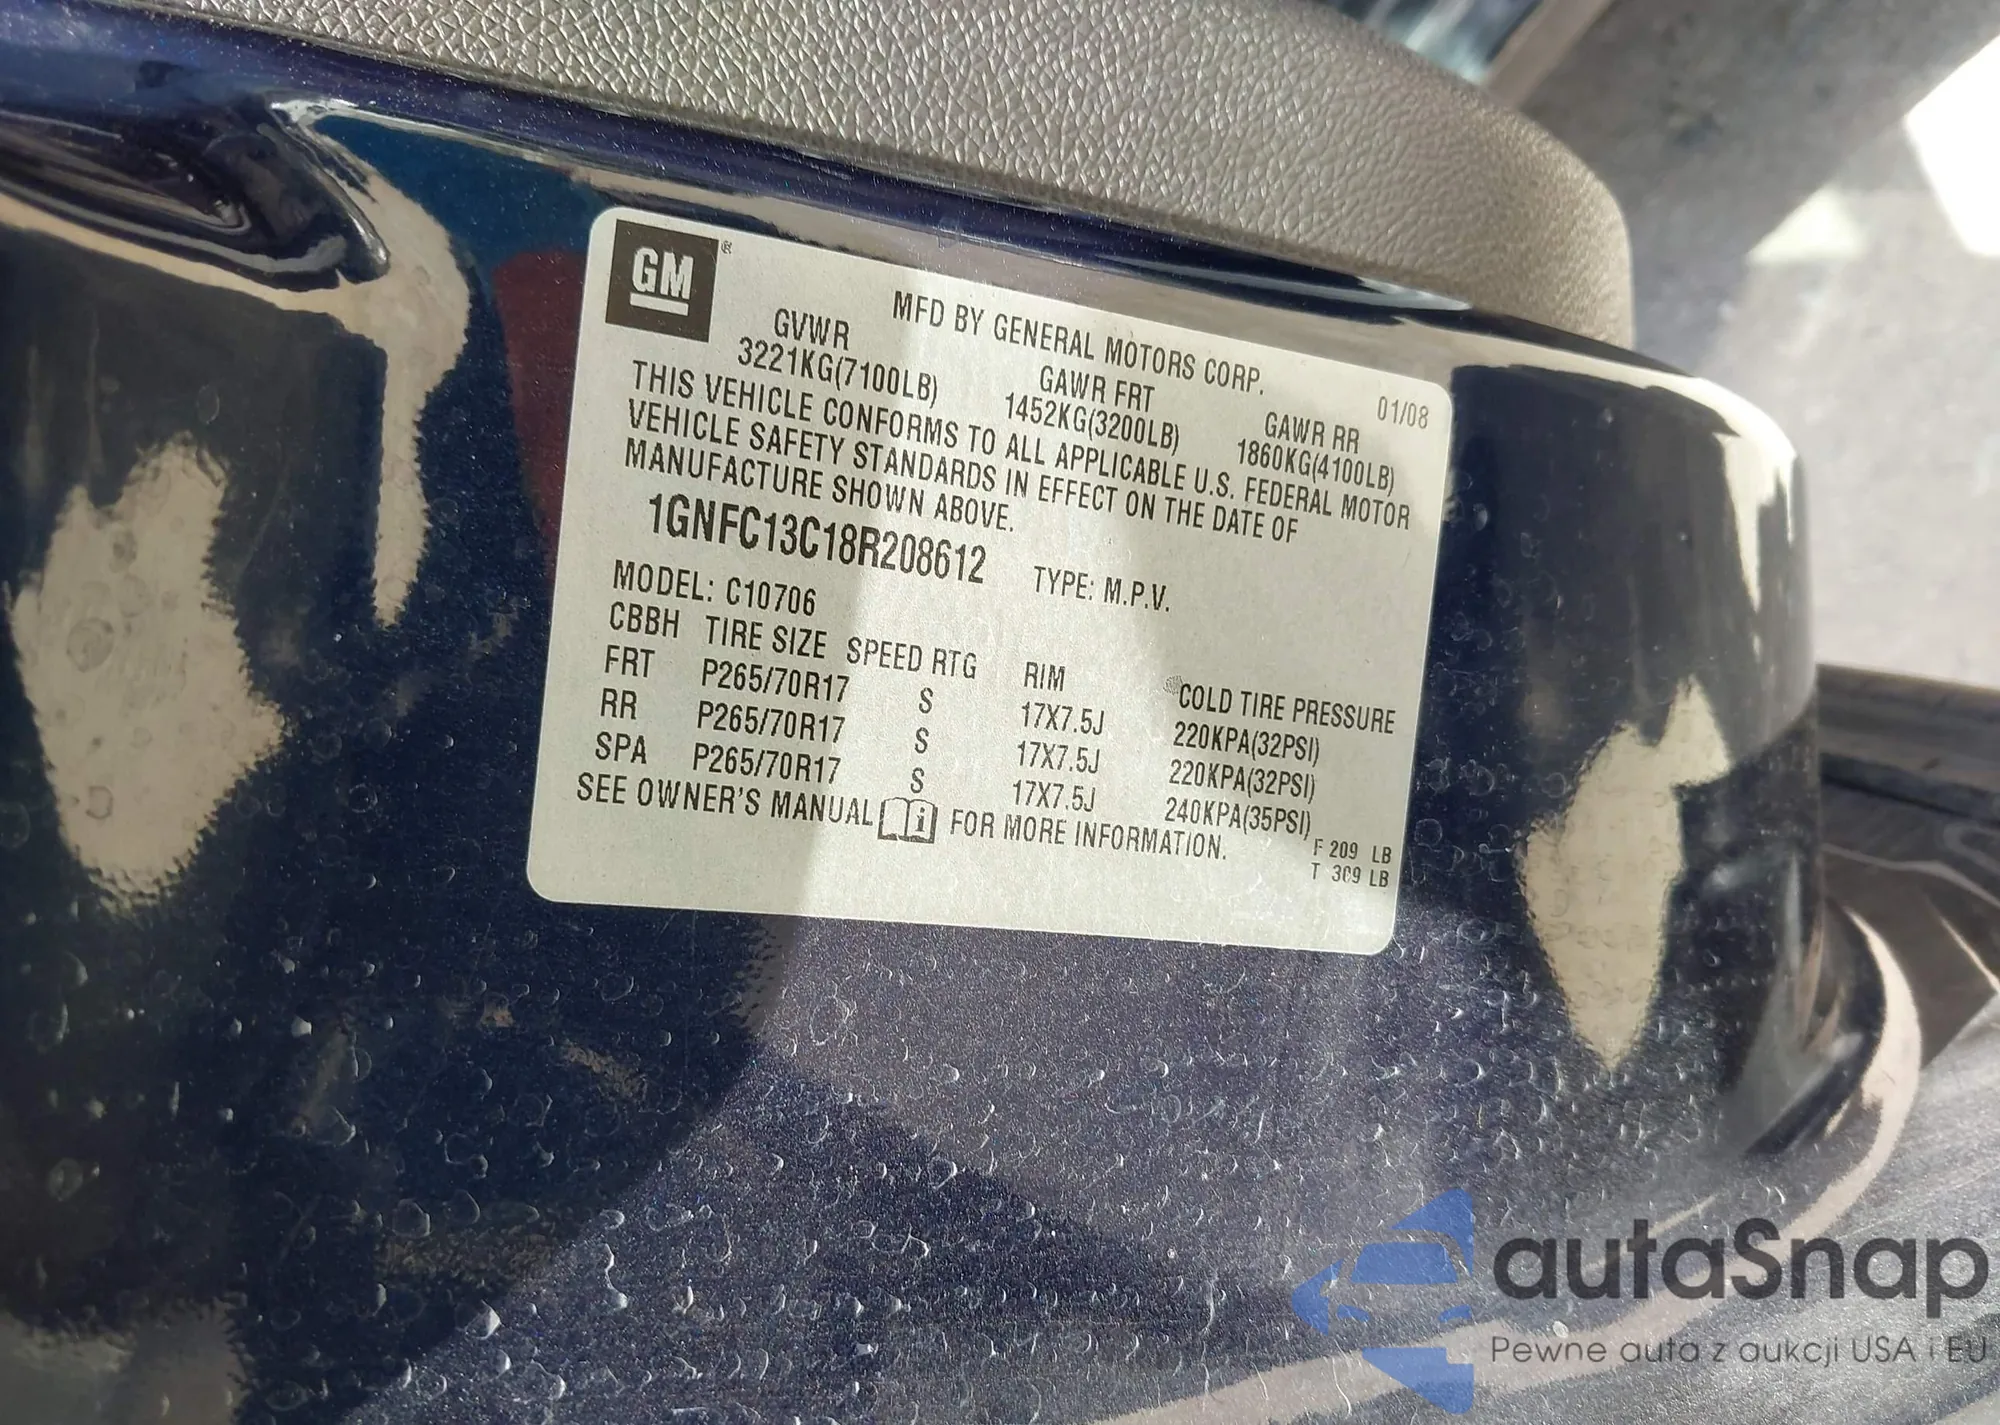 GM®
MFD BY GENERAL MOTORS CORP.
01/08
GVWR GAWR FRT GAWR RR
3221KG(7100LB) 1452KG(3200LB) 1860KG(4100LB)
THIS VEHICLE CONFORMS TO ALL APPLICABLE U.S. FEDERAL MOTOR
VEHICLE SAFETY STANDARDS IN EFFECT ON THE DATE OF
MANUFACTURE SHOWN ABOVE.
1GNFC13C18R208612 TYPE: M.P.V.
MODEL: C10706
CBBH TIRE SIZE SPEED RTG RIM COLD TIRE PRESSURE
FRT P265/70R17 S 17X7.5J 220KPA(32PSI)
RR P265/70R17 S 17X7.5J 220KPA(32PSI)
SPA P265/70R17 S 17X7.5J 240KPA(35PSI)
SEE OWNER'S MANUAL i FOR MORE INFORMATION.
F 209 LB
T 309 LB
autaSnap
Pewne auta z aukcji USA i EU